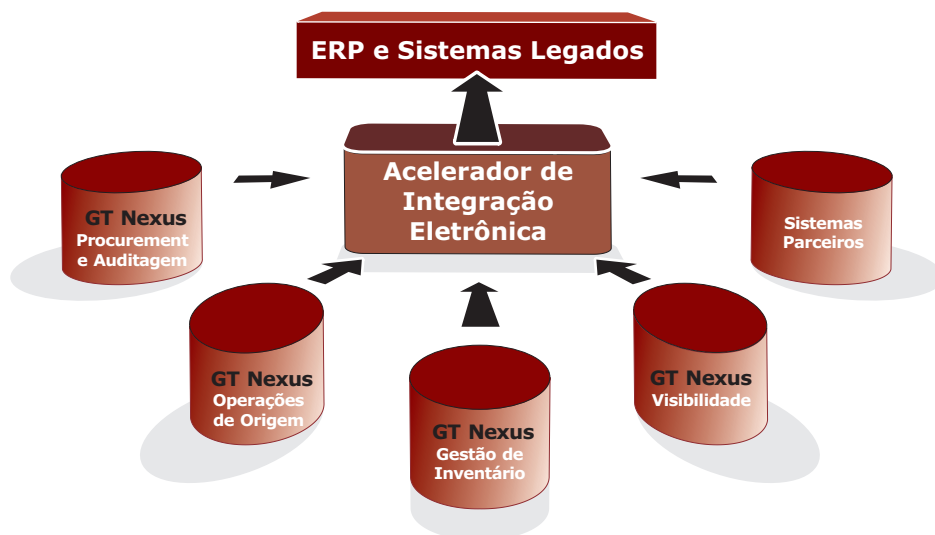 ERP e Sistemas Legados
Acelerador de
Integração
Eletrônica
GT Nexus
Procurement
e Auditagem
Sistemas
Parceiros
GT Nexus
Operações
de Origem
GT Nexus
Visibilidade
GT Nexus
Gestão de
Inventário